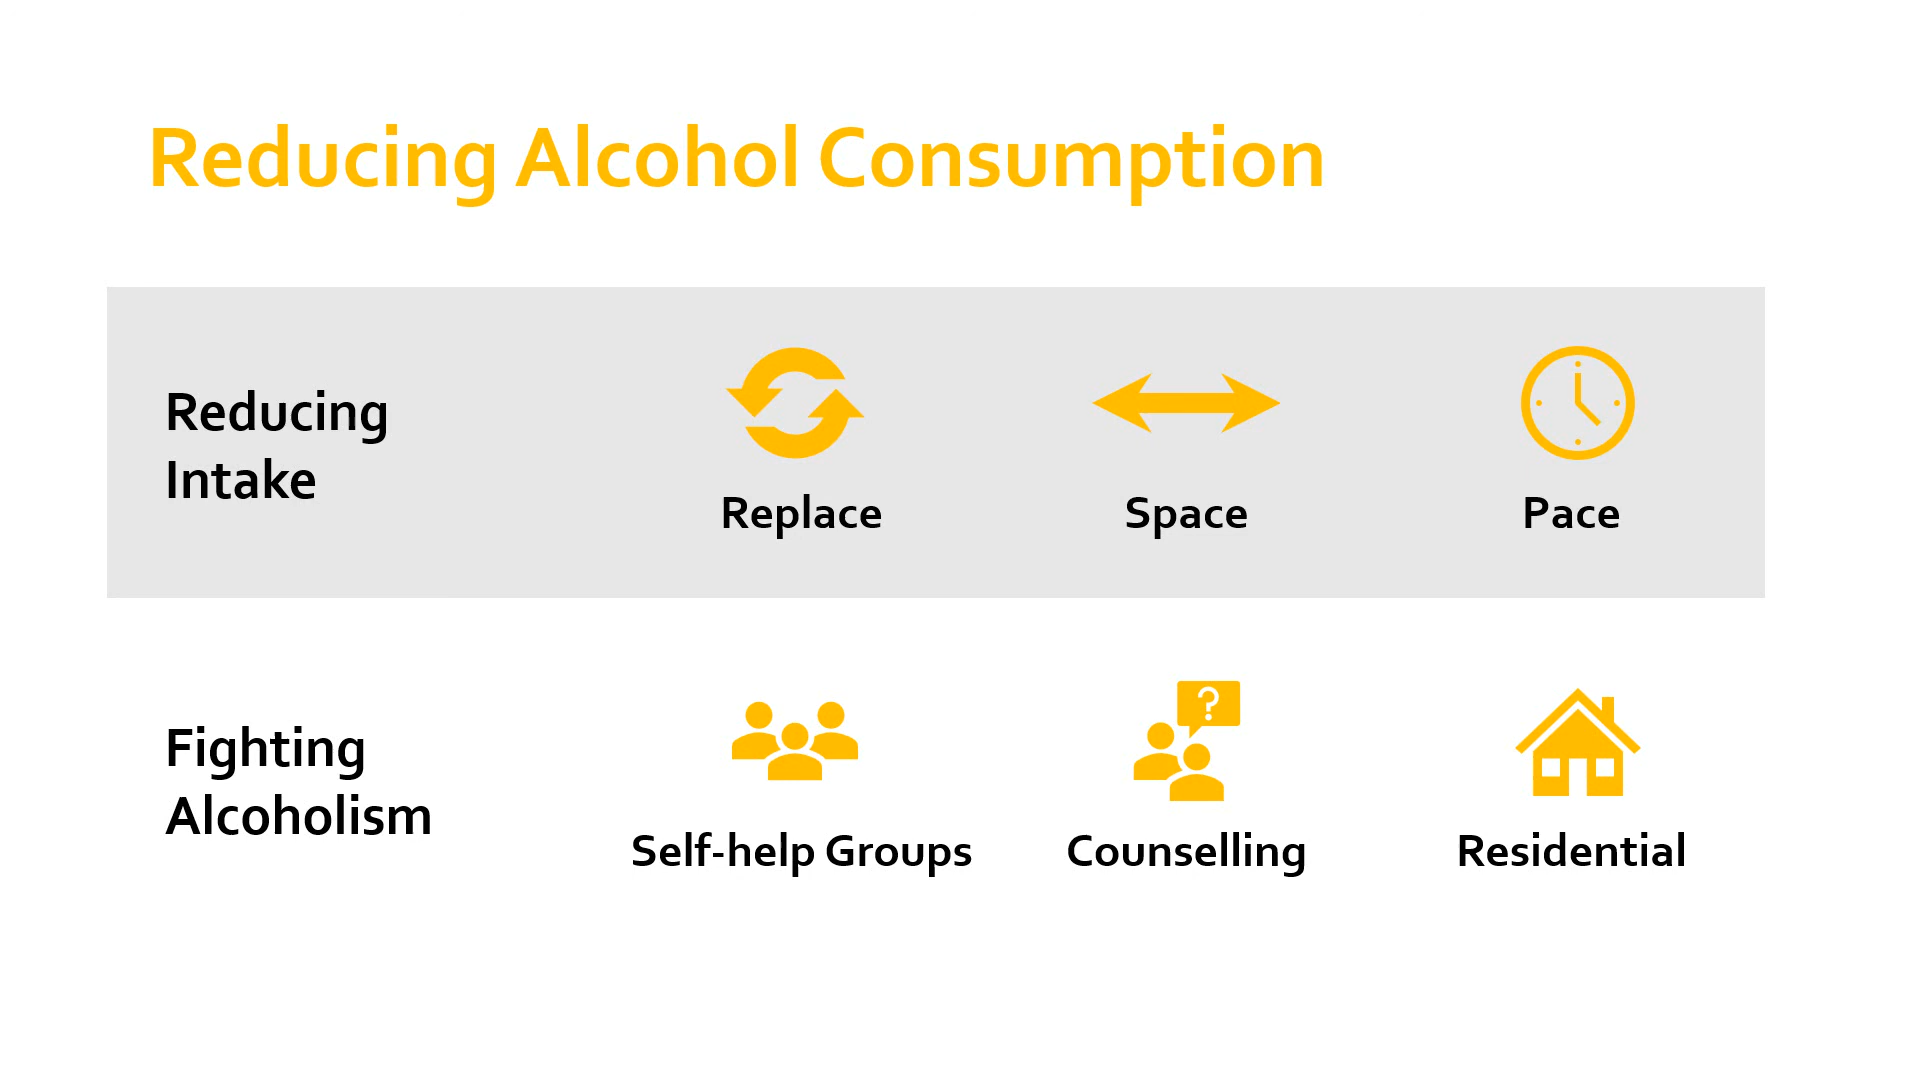 Reducing Alcohol Consumption
Reducing
Intake
Replace
Space
Pace
Fighting
Alcoholism
?
Self-help Groups
Counselling
Residential